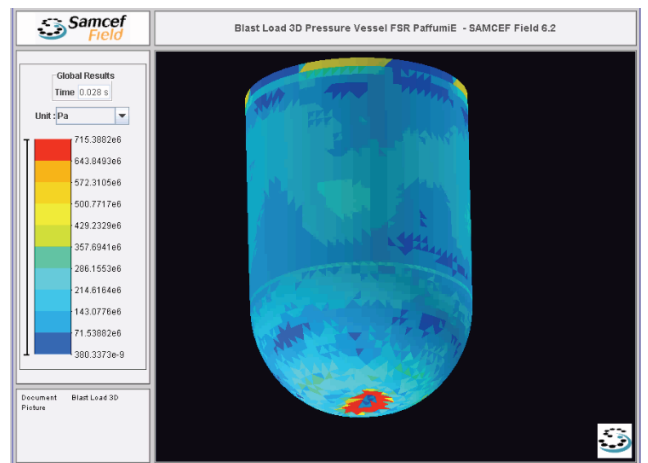 Samcef
Field
Blast Load 3D Pressure Vessel FSR PaffumiE - SAMCEF Field 6.2
Global Results
Time 0.028 s
Unit : Pa
715.3882e6
643.8493e6
572.3105e6
500.7717e6
429.2329e6
357.6941e6
286.1553e6
214.6164e6
143.0776e6
71.53882e6
380.3373e-9
Document Blast Load 3D
Picture